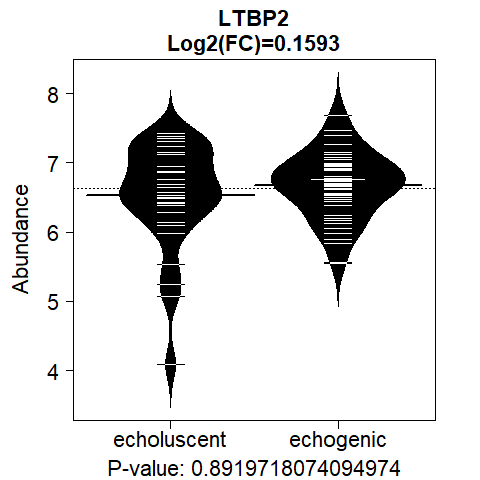 LTBP2
Log2(FC)=0.1593
Abundance
8
7
6
5
4
echoluscent echogenic
P-value: 0.8919718074094974